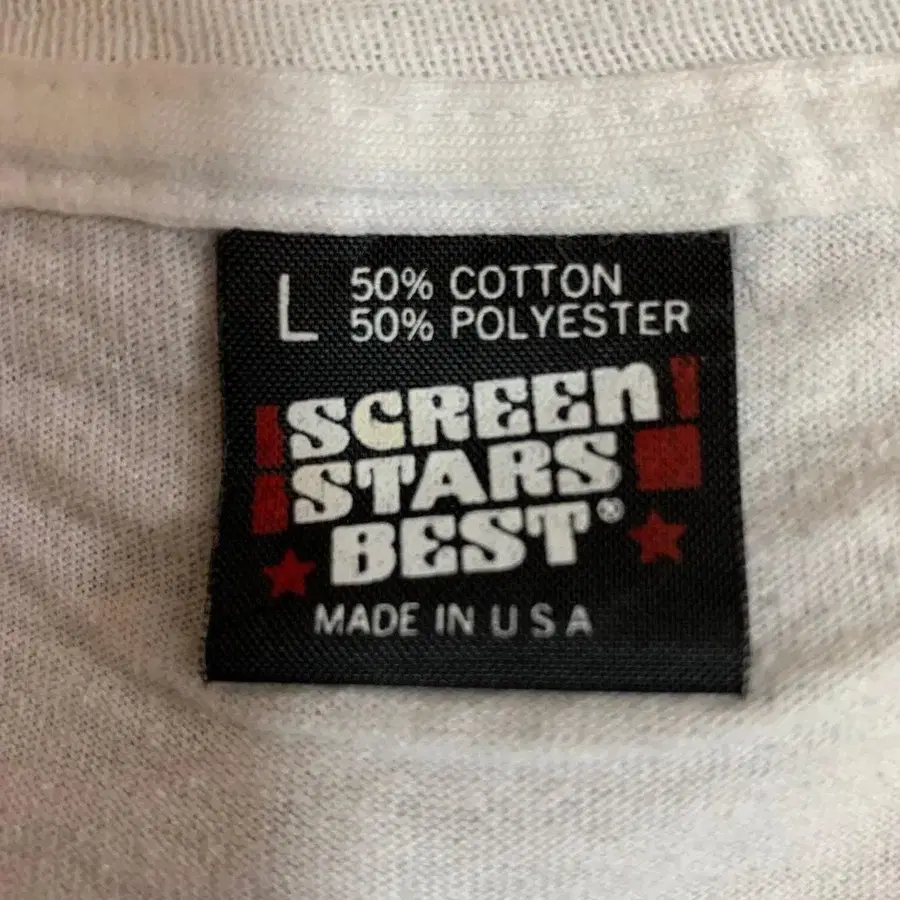 L 50% COTTON
50% POLYESTER
SCREEN
STARS
BEST®
MADE IN U S A